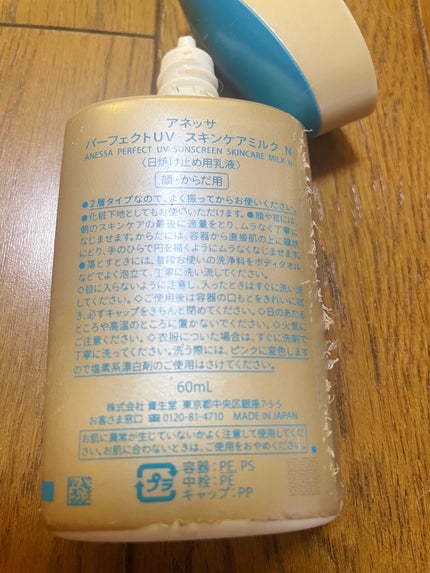 アネッサ
パーフェクトUV スキンケアミルク N
ANESSA PERFECT UV SUNSCREEN SKINCARE MILK N
〈日焼け止め用乳液〉
顔・からだ用
●2層タイプなので、よく振ってからお使いください。
●化粧下地としてもお使いいただけます。●顔や首には、
朝のスキンケアの最後に適量をとり、ムラなく丁寧に
なじませます。からだには、容器から直接肌の上に線状
にとり、手のひらで円を描くようにムラなくなじませます。
●落とすときには、普段お使いの洗浄料をボディタオル
などでよく泡立て、丁寧に洗い流してください。
◇目に入らないように注意し、入ったときはすぐに洗い流
してください。◇ご使用後は容器の口もとをきれいに拭
き、必ずキャップをきちんと閉めてください。◇日のあたる
ところや高温のところに置かないでください。◇火気に
ご注意ください。◇衣服についた場合は、すぐに洗剤で
丁寧に洗ってください。洗う際には、ピンクに変色します
ので塩素系漂白剤のご使用はさけてください。
60mL
株式会社 資生堂 東京都中央区銀座7-5-5
お客さま窓口 0120-81-4710 MADE IN JAPAN
お肌に異常が生じていないかよく注意して使用してくだ
さい。お肌に合わないときは、ご使用をおやめください。
プラ
容器：PE, PS
中栓：PE
キャップ：PP